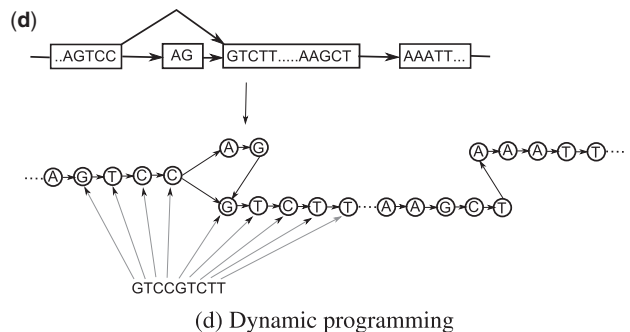 (d)
..AGTCC AG GTCTT.....AAGCT AAATT...
A G A A A T T
A G T C C G T C T T A A G C T
GTCCGTCTT
(d) Dynamic programming